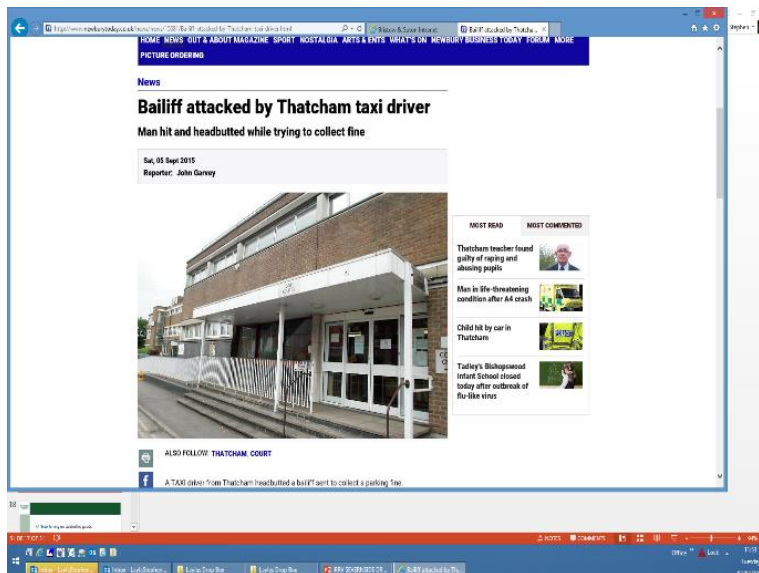 HOME NEWS OUT & ABOUT MAGAZINE SPORT NOSTALGIA ARTS & ENTS WHAT'S ON NEWBURY BUSINESS TODAY FORUM MORE
PICTURE ORDERING
News
Bailiff attacked by Thatcham taxi driver
Man hit and headbutted while trying to collect fine
Sat, 05 Sept 2015
Reporter: John Garvey
MOST READ MOST COMMENTED
Thatcham teacher found
guilty of raping and
abusing pupils
Man in life-threatening
condition after A4 crash
Child hit by car in
Thatcham
Tadley's Bishopswood
Infant School closed
today after outbreak of
flu-like virus
ALSO FOLLOW: THATCHAM, COURT
A TAXI driver from Thatcham headbutted a bailiff sent to collect a parking fine.
18
NOTES COMMENTS